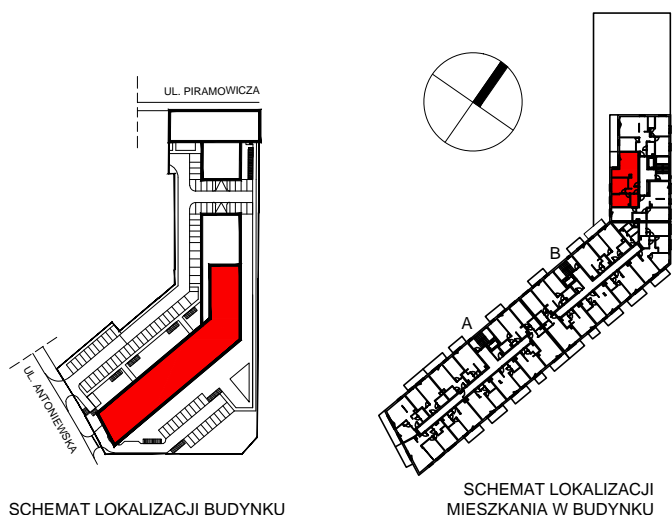 UL. PIRAMOWICZA
B
A
UL. ANTONIEWSKA
SCHEMAT LOKALIZACJI BUDYNKU
SCHEMAT LOKALIZACJI
MIESZKANIA W BUDYNKU